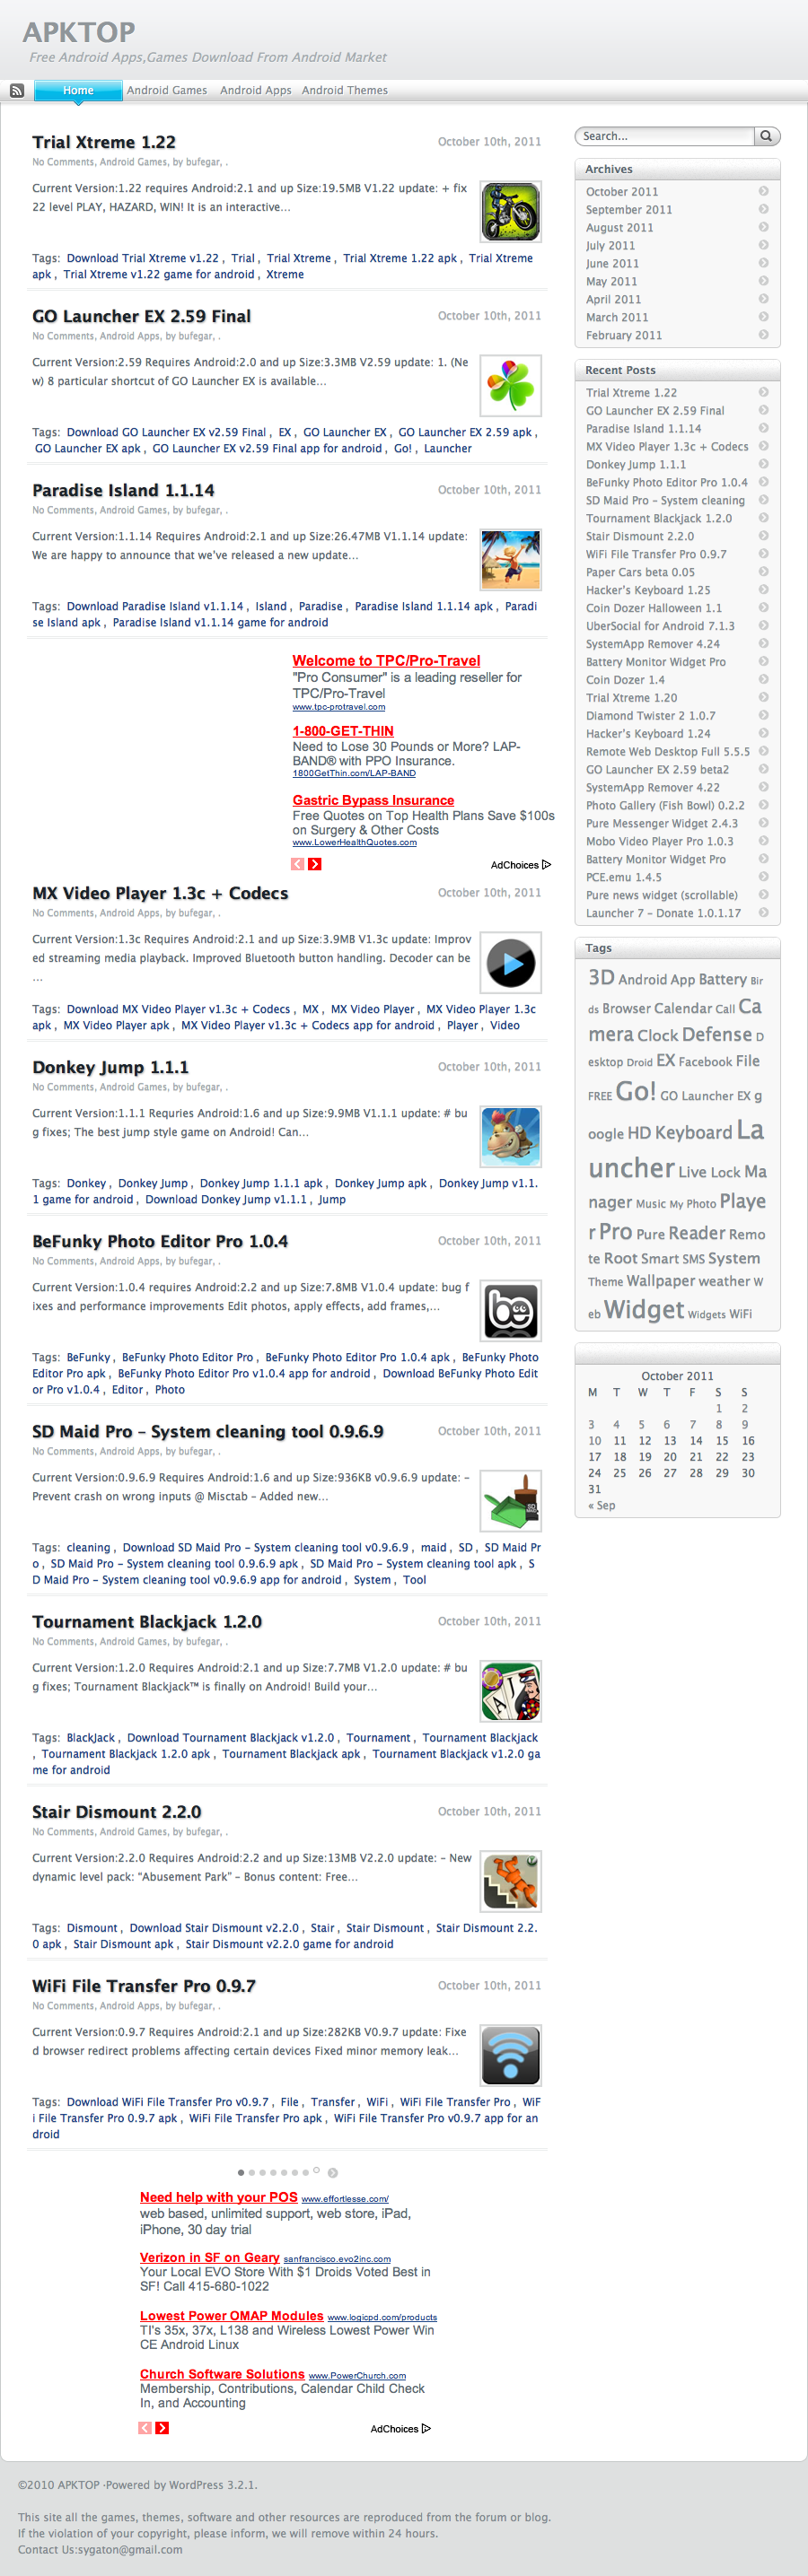 APKTOP
Free Android Apps,Games Download From Android Market
Home Android Games Android Apps Android Themes
Trial Xtreme 1.22
October 10th, 2011
No Comments, Android Games, by bufegar, .
Current Version:1.22 requires Android:2.1 and up Size:19.5MB V1.22 update: + fix
22 level PLAY, HAZARD, WIN! It is an interactive...
Tags: Download Trial Xtreme v1.22 , Trial , Trial Xtreme , Trial Xtreme 1.22 apk , Trial Xtreme
apk , Trial Xtreme v1.22 game for android , Xtreme
GO Launcher EX 2.59 Final
October 10th, 2011
No Comments, Android Apps, by bufegar, .
Current Version:2.59 Requires Android:2.0 and up Size:3.3MB V2.59 update: 1. (Ne
w) 8 particular shortcut of GO Launcher EX is available...
Tags: Download GO Launcher EX v2.59 Final , EX , GO Launcher EX , GO Launcher EX 2.59 apk ,
GO Launcher EX apk , GO Launcher EX v2.59 Final app for android , Go! , Launcher
Paradise Island 1.1.14
October 10th, 2011
No Comments, Android Games, by bufegar, .
Current Version:1.1.14 Requires Android:2.1 and up Size:26.47MB V1.1.14 update:
We are happy to announce that we've released a new update...
Tags: Download Paradise Island v1.1.14 , Island , Paradise , Paradise Island 1.1.14 apk , Paradi
se Island apk , Paradise Island v1.1.14 game for android
Welcome to TPC/Pro-Travel
"Pro Consumer" is a leading reseller for
TPC/Pro-Travel
www.tpc-protravel.com
1-800-GET-THIN
Need to Lose 30 Pounds or More? LAP-
BAND® with PPO Insurance.
1800GetThin.com/LAP-BAND
Gastric Bypass Insurance
Free Quotes on Top Health Plans Save $100s
on Surgery & Other Costs
www.LowerHealthQuotes.com
AdChoices
MX Video Player 1.3c + Codecs
October 10th, 2011
No Comments, Android Apps, by bufegar, .
Current Version:1.3c Requires Android:2.1 and up Size:3.9MB V1.3c update: Improv
ed streaming media playback. Improved Bluetooth button handling. Decoder can be
...
Tags: Download MX Video Player v1.3c + Codecs , MX , MX Video Player , MX Video Player 1.3c
apk , MX Video Player apk , MX Video Player v1.3c + Codecs app for android , Player , Video
Donkey Jump 1.1.1
October 10th, 2011
No Comments, Android Games, by bufegar, .
Current Version:1.1.1 Requires Android:1.6 and up Size:9.9MB V1.1.1 update: # bu
g fixes; The best jump style game on Android! Can...
Tags: Donkey , Donkey Jump , Donkey Jump 1.1.1 apk , Donkey Jump apk , Donkey Jump v1.1.
1 game for android , Download Donkey Jump v1.1.1 , Jump
BeFunky Photo Editor Pro 1.0.4
October 10th, 2011
No Comments, Android Apps, by bufegar, .
Current Version:1.0.4 requires Android:2.2 and up Size:7.8MB V1.0.4 update: bug f
ixes and performance improvements Edit photos, apply effects, add frames,...
be
Tags: BeFunky , BeFunky Photo Editor Pro , BeFunky Photo Editor Pro 1.0.4 apk , BeFunky Photo
Editor Pro apk , BeFunky Photo Editor Pro v1.0.4 app for android , Download BeFunky Photo Edit
or Pro v1.0.4 , Editor , Photo
SD Maid Pro – System cleaning tool 0.9.6.9
October 10th, 2011
No Comments, Android Apps, by bufegar, .
Current Version:0.9.6.9 Requires Android:1.6 and up Size:936KB v0.9.6.9 update: –
Prevent crash on wrong inputs @ Misctab – Added new...
Tags: cleaning , Download SD Maid Pro – System cleaning tool v0.9.6.9 , maid , SD , SD Maid Pr
o , SD Maid Pro – System cleaning tool 0.9.6.9 apk , SD Maid Pro – System cleaning tool apk , S
D Maid Pro – System cleaning tool v0.9.6.9 app for android , System , Tool
Tournament Blackjack 1.2.0
October 10th, 2011
No Comments, Android Games, by bufegar, .
Current Version:1.2.0 Requires Android:2.1 and up Size:7.7MB V1.2.0 update: # bu
g fixes; Tournament Blackjack™ is finally on Android! Build your...
Tags: BlackJack , Download Tournament Blackjack v1.2.0 , Tournament , Tournament Blackjack
, Tournament Blackjack 1.2.0 apk , Tournament Blackjack apk , Tournament Blackjack v1.2.0 ga
me for android
Stair Dismount 2.2.0
October 10th, 2011
No Comments, Android Games, by bufegar, .
Current Version:2.2.0 Requires Android:2.2 and up Size:13MB V2.2.0 update: – New
dynamic level pack: "Abusement Park" – Bonus content: Free...
Tags: Dismount , Download Stair Dismount v2.2.0 , Stair , Stair Dismount , Stair Dismount 2.2.
0 apk , Stair Dismount apk , Stair Dismount v2.2.0 game for android
WiFi File Transfer Pro 0.9.7
October 10th, 2011
No Comments, Android Apps, by bufegar, .
Current Version:0.9.7 Requires Android:2.1 and up Size:282KB V0.9.7 update: Fixe
d browser redirect problems affecting certain devices Fixed minor memory leak...
Tags: Download WiFi File Transfer Pro v0.9.7 , File , Transfer , WiFi , WiFi File Transfer Pro , WiF
i File Transfer Pro 0.9.7 apk , WiFi File Transfer Pro apk , WiFi File Transfer Pro v0.9.7 app for an
droid
Need help with your POS www.effortlesse.com/
web based, unlimited support, web store, iPad,
iPhone, 30 day trial
Verizon in SF on Geary sanfrancisco.evo2inc.com
Your Local EVO Store With $1 Droids Voted Best in
SF! Call 415-680-1022
Lowest Power OMAP Modules www.logicpd.com/products
TI's 35x, 37x, L138 and Wireless Lowest Power Win
CE Android Linux
Church Software Solutions www.PowerChurch.com
Membership, Contributions, Calendar Child Check
In, and Accounting
AdChoices
Search...
Archives
October 2011
September 2011
August 2011
July 2011
June 2011
May 2011
April 2011
March 2011
February 2011
Recent Posts
Trial Xtreme 1.22
GO Launcher EX 2.59 Final
Paradise Island 1.1.14
MX Video Player 1.3c + Codecs
Donkey Jump 1.1.1
BeFunky Photo Editor Pro 1.0.4
SD Maid Pro – System cleaning
Tournament Blackjack 1.2.0
Stair Dismount 2.2.0
WiFi File Transfer Pro 0.9.7
Paper Cars beta 0.05
Hacker's Keyboard 1.25
Coin Dozer Halloween 1.1
UberSocial for Android 7.1.3
SystemApp Remover 4.24
Battery Monitor Widget Pro
Coin Dozer 1.4
Trial Xtreme 1.20
Diamond Twister 2 1.0.7
Hacker's Keyboard 1.24
Remote Web Desktop Full 5.5.5
GO Launcher EX 2.59 beta2
SystemApp Remover 4.22
Photo Gallery (Fish Bowl) 0.2.2
Pure Messenger Widget 2.4.3
Mobo Video Player Pro 1.0.3
Battery Monitor Widget Pro
PCE.emu 1.4.5
Pure news widget (scrollable)
Launcher 7 – Donate 1.0.1.17
Tags
3D Android App Battery Bir
ds Browser Calendar Call Ca
mera Clock Defense D
esktop Droid EX Facebook File
FREE Go! GO Launcher EX g
oogle HD Keyboard La
uncher Live Lock Ma
nager Music My Photo Playe
r Pro Pure Reader Remo
te Root Smart SMS System
Theme Wallpaper weather W
eb Widget Widgets WiFi
October 2011
M T W T F S S
1 2
3 4 5 6 7 8 9
10 11 12 13 14 15 16
17 18 19 20 21 22 23
24 25 26 27 28 29 30
31
« Sep
©2010 APKTOP ·Powered by WordPress 3.2.1.
This site all the games, themes, software and other resources are reproduced from the forum or blog.
If the violation of your copyright, please inform, we will remove within 24 hours.
Contact Us:sygaton@gmail.com